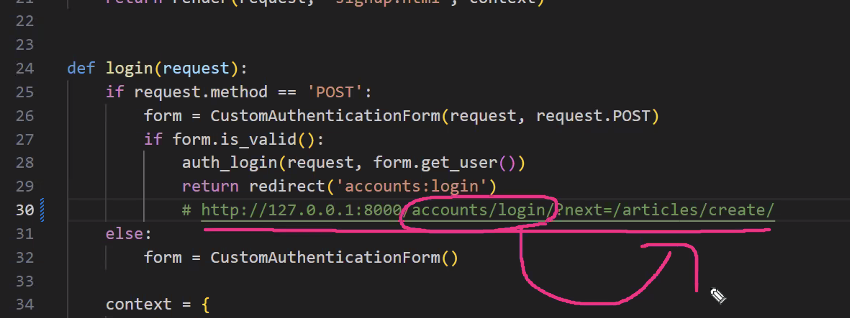 21 return render(request, 'signup.html', context)
22
23
24 def login(request):
25 if request.method == 'POST':
26 form = CustomAuthenticationForm(request, request.POST)
27 if form.is_valid():
28 auth_login(request, form.get_user())
29 return redirect('accounts:login')
30 # http://127.0.0.1:8000/accounts/login/?next=/articles/create/
31 else:
32 form = CustomAuthenticationForm()
33
34 context = {